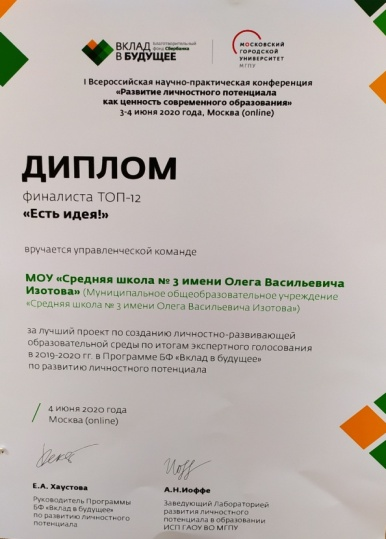 ВКЛАД
В БУДУЩЕЕ
БЛАГОТВОРИТЕЛЬНЫЙ
ФОНД Сбербанка
МОСКОВСКИЙ
ГОРОДСКОЙ
УНИВЕРСИТЕТ
МГПУ
I Всероссийская научно-практическая конференция
«Развитие личностного потенциала
как ценность современного образования»
3-4 июня 2020 года, Москва (online)
ДИПЛОМ
финалиста ТОП-12
«Есть идея!»
вручается управленческой команде
МОУ «Средняя школа № 3 имени Олега Васильевича
Изотова» (Муниципальное общеобразовательное учреждение
«Средняя школа № 3 имени Олега Васильевича Изотова»)
за лучший проект по созданию личностно-развивающей
образовательной среды по итогам экспертного голосования
в 2019-2020 гг. в Программе БФ «Вклад в будущее»
по развитию личностного потенциала
4 июня 2020 года
Москва (online)
Е.А. Хаустова
Руководитель Программы
БФ «Вклад в будущее»
по развитию личностного
потенциала
А.Н.Иоффе
Заведующий Лабораторией
развития личностного
потенциала в образовании
ИСП ГАОУ ВО МГПУ